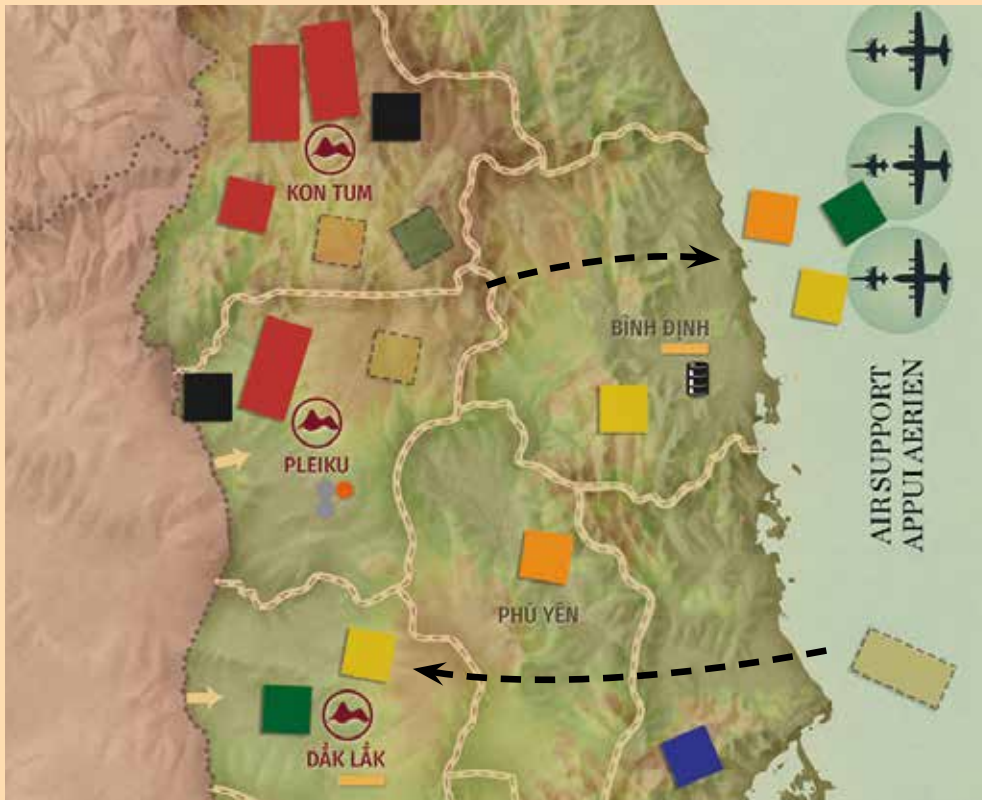 KON TUM
BÌNH ĐỊNH
PLEIKU
PHÚ YÊN
ĐẮK LẮK
AIR SUPPORT
APPUI AERIEN